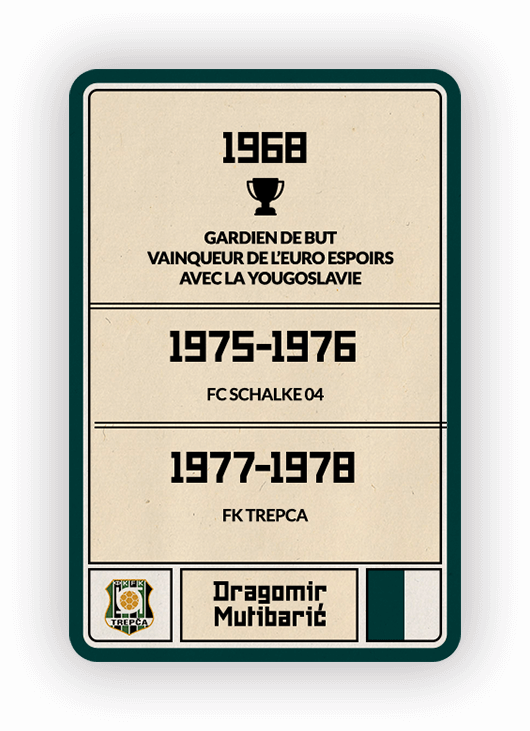 1968
GARDIEN DE BUT
VAINQUEUR DE L'EURO ESPOIRS
AVEC LA YOUGOSLAVIE
1975-1976
FC SCHALKE 04
1977-1978
FK TREPCA
TREPČA
Dragomir
Mutibarić